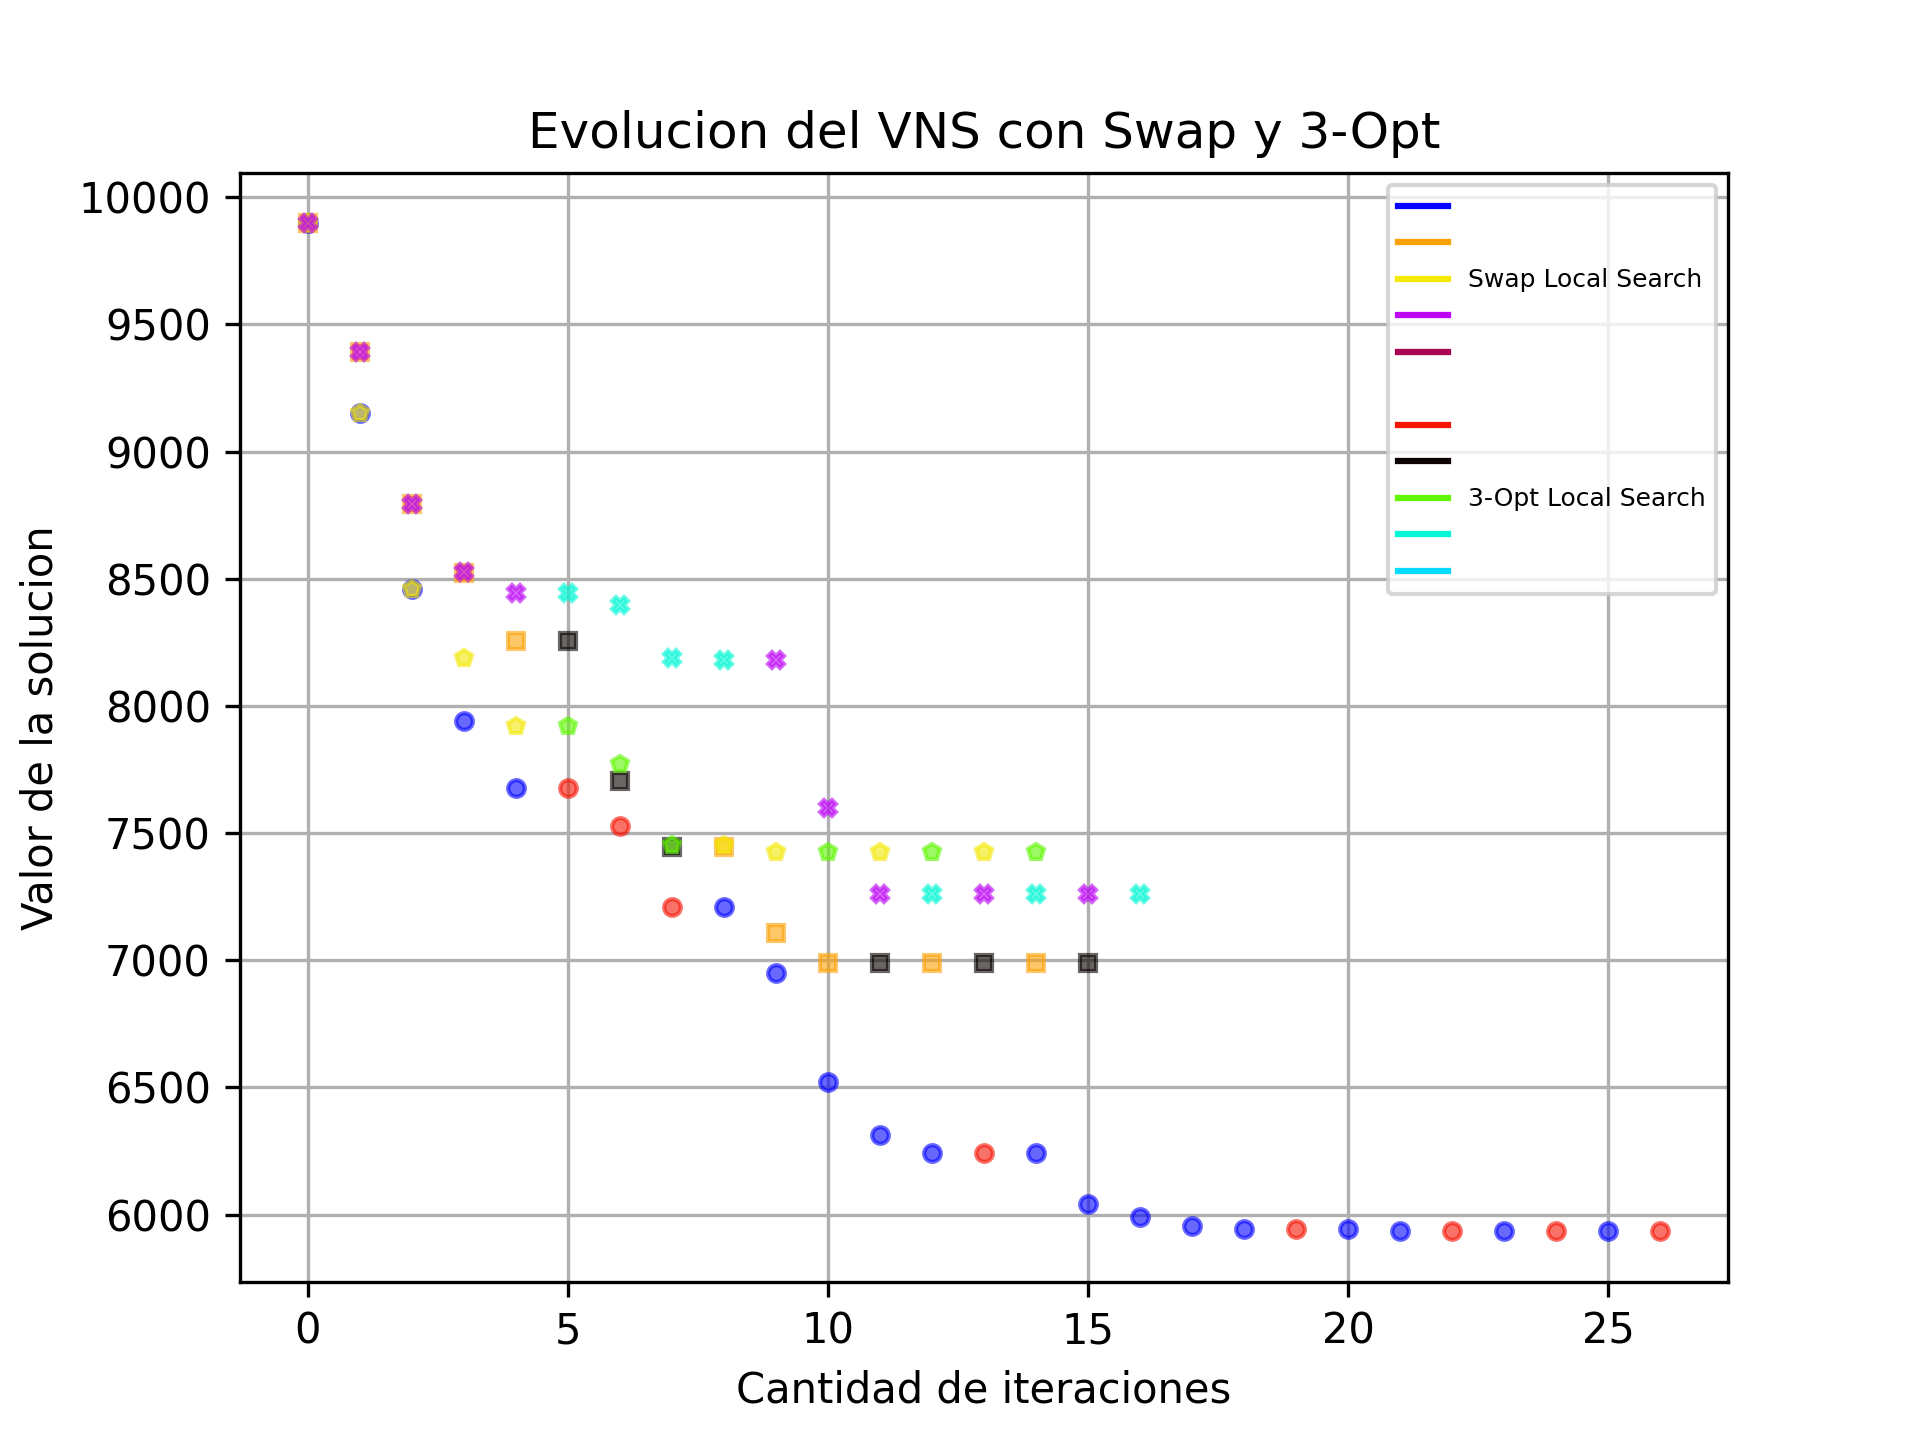 Evolucion del VNS con Swap y 3-Opt
10000
9500
9000
8500
8000
7500
7000
6500
6000
Valor de la solucion
Swap Local Search
3-Opt Local Search
0 5 10 15 20 25
Cantidad de iteraciones